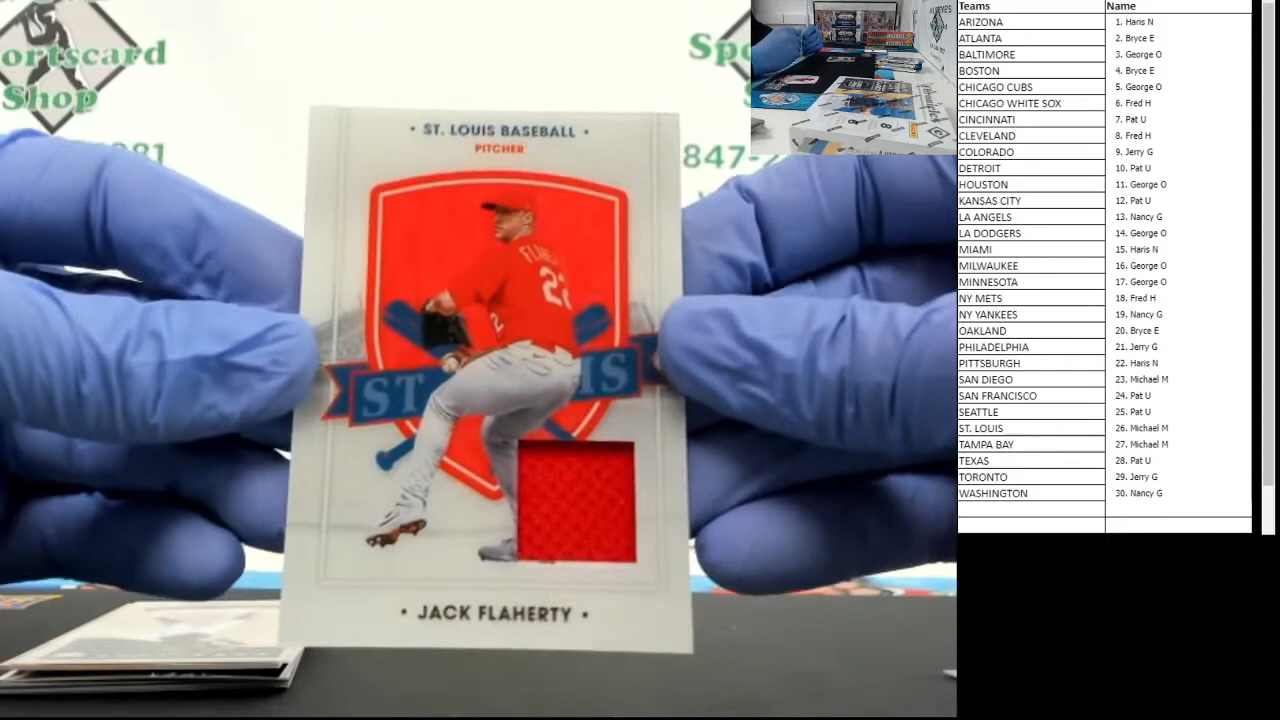 ortscard
Shop
081
Sp
S
847-2
· ST. LOUIS BASEBALL ·
PITCHER
22
2
ST
IS
· JACK FLAHERTY ·
Teams Name
ARIZONA 1. Haris N
ATLANTA 2. Bryce E
BALTIMORE 3. George O
BOSTON 4. Bryce E
CHICAGO CUBS 5. George O
CHICAGO WHITE SOX 6. Fred H
CINCINNATI 7. Pat U
CLEVELAND 8. Fred H
COLORADO 9. Jerry G
DETROIT 10. Pat U
HOUSTON 11. George O
KANSAS CITY 12. Pat U
LA ANGELS 13. Nancy G
LA DODGERS 14. George O
MIAMI 15. Haris N
MILWAUKEE 16. George O
MINNESOTA 17. George O
NY METS 18. Fred H
NY YANKEES 19. Nancy G
OAKLAND 20. Bryce E
PHILADELPHIA 21. Jerry G
PITTSBURGH 22. Haris N
SAN DIEGO 23. Michael M
SAN FRANCISCO 24. Pat U
SEATTLE 25. Pat U
ST. LOUIS 26. Michael M
TAMPA BAY 27. Michael M
TEXAS 28. Pat U
TORONTO 29. Jerry G
WASHINGTON 30. Nancy G